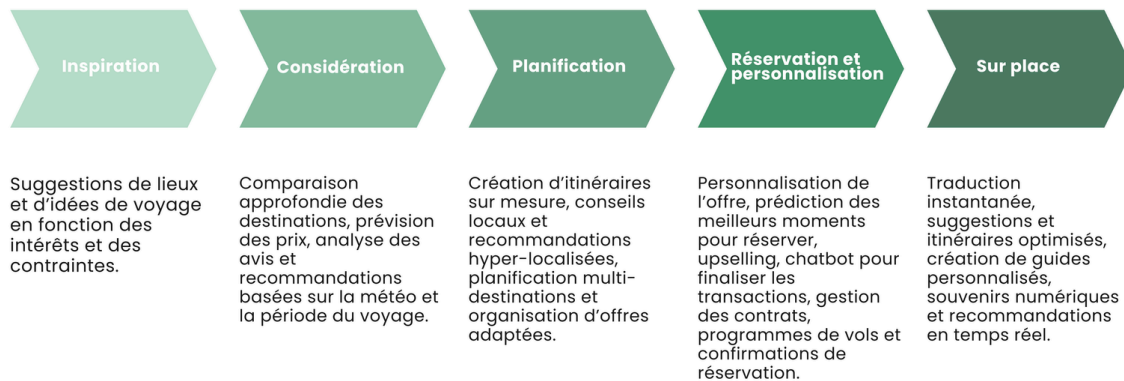 Inspiration
Suggestions de lieux
et d'idées de voyage
en fonction des
intérêts et des
contraintes.
Considération
Comparaison
approfondie des
destinations, prévision
des prix, analyse des
avis et
recommandations
basées sur la météo et
la période du voyage.
Planification
Création d'itinéraires
sur mesure, conseils
locaux et
recommandations
hyper-localisées,
planification multi-
destinations et
organisation d'offres
adaptées.
Réservation et
personnalisation
Personnalisation de
l'offre, prédiction des
meilleurs moments
pour réserver,
upselling, chatbot pour
finaliser les
transactions, gestion
des contrats,
programmes de vols et
confirmations de
réservation.
Sur place
Traduction
instantanée,
suggestions et
itinéraires optimisés,
création de guides
personnalisés,
souvenirs numériques
et recommandations
en temps réel.